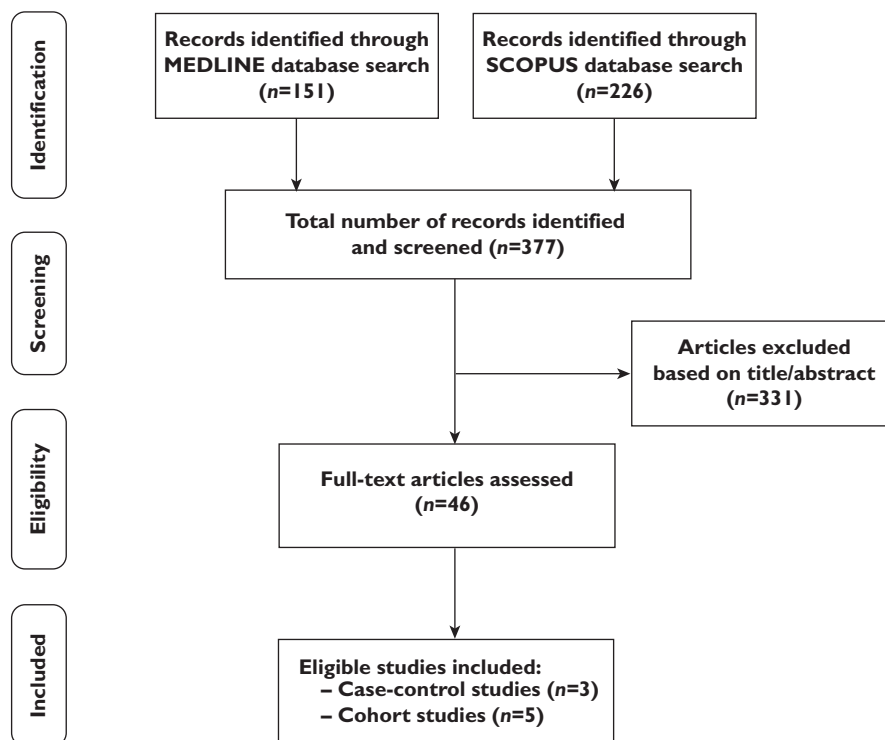 Identification
Records identified through
MEDLINE database search
(n=151)
Records identified through
SCOPUS database search
(n=226)
Total number of records identified
and screened (n=377)
Screening
Articles excluded
based on title/abstract
(n=331)
Eligibility
Full-text articles assessed
(n=46)
Included
Eligible studies included:
– Case-control studies (n=3)
– Cohort studies (n=5)